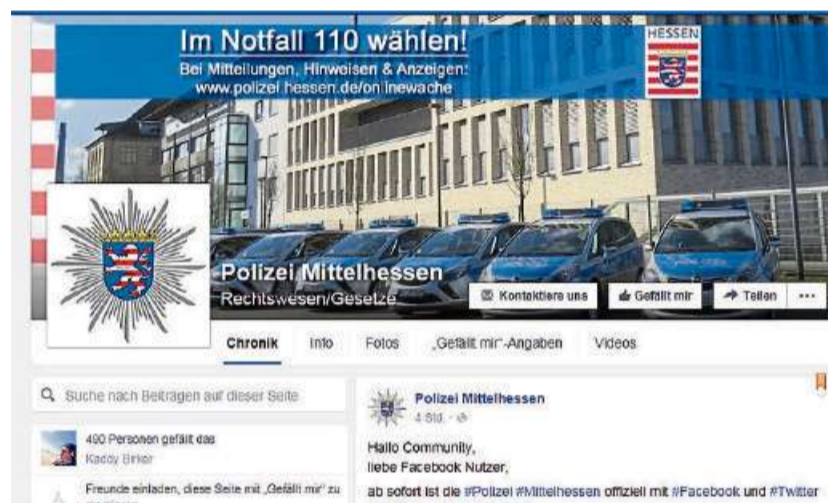 Im Notfall 110 wählen!
HESSEN
Bei Mitteilungen, Hinweisen & Anzeigen:
www.polizei.hessen.de/onlinewache
Polizei Mittelhessen
Rechtswesen/Gesetze
Kontaktiere uns
Gefällt mir
Teilen
Chronik Info Fotos „Gefällt mir“-Angaben Videos
Suche nach Beiträgen auf dieser Seite
490 Personen gefällt das
Freunde einladen, diese Seite mit „Gefällt mir“ zu
Polizei Mittelhessen
4 Std.
Hallo Community,
liebe Facebook Nutzer,
ab sofort ist die #Polizei #Mittelhessen offiziell mit #Facebook und #Twitter